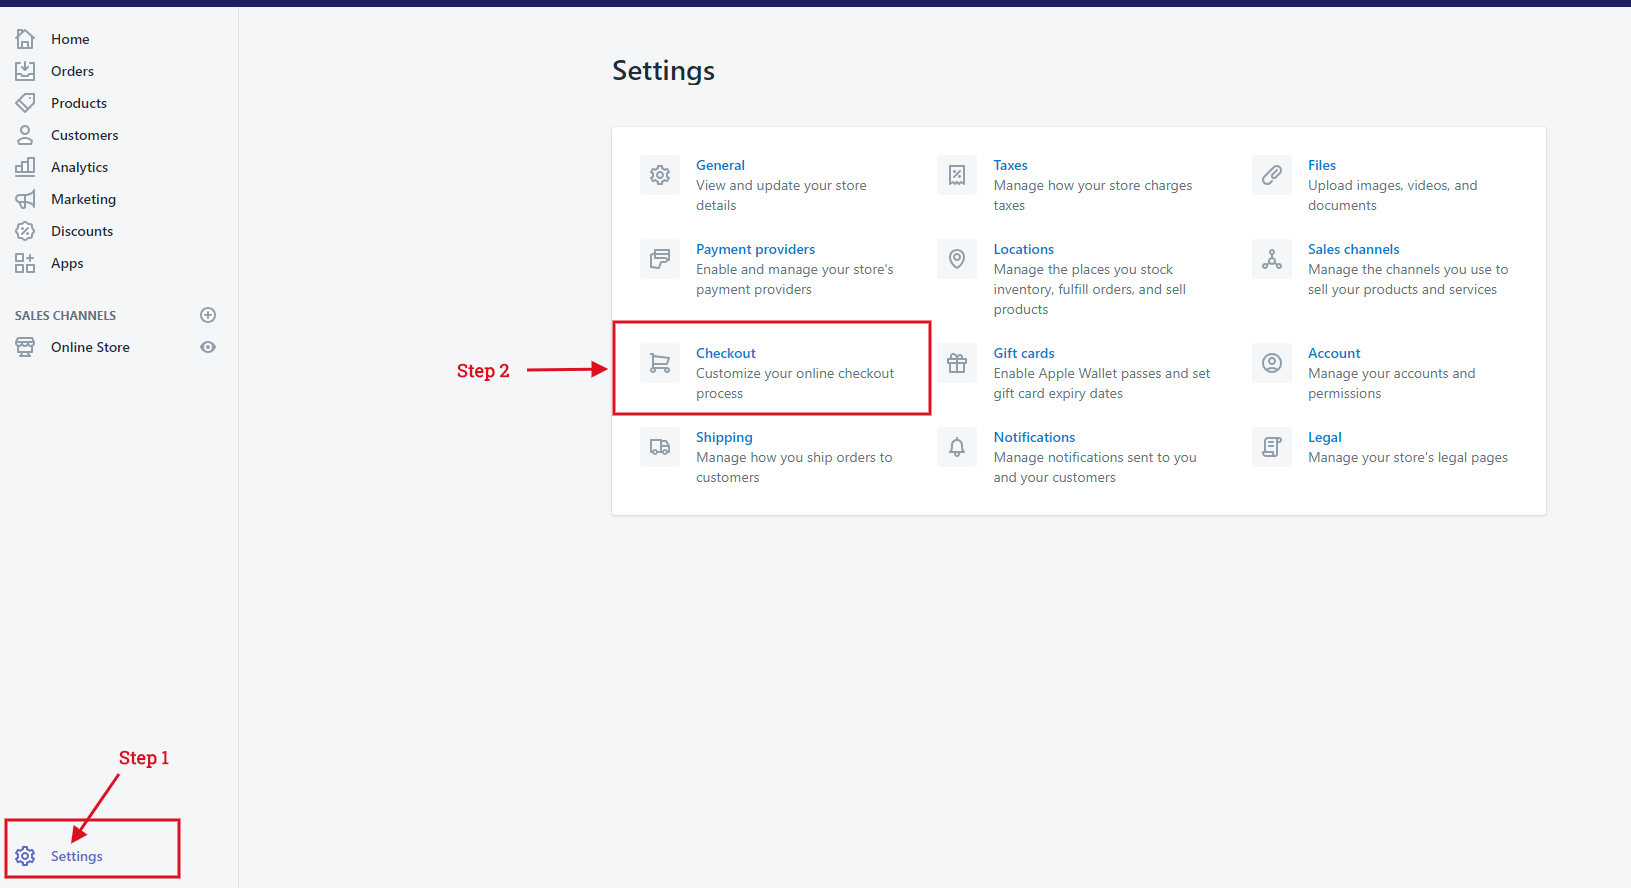 Home
Orders
Products
Customers
Analytics
Marketing
Discounts
Apps
SALES CHANNELS
Online Store
Step 1
Settings
Settings
General
View and update your store
details
Taxes
Manage how your store charges
taxes
Files
Upload images, videos, and
documents
Payment providers
Enable and manage your store's
payment providers
Locations
Manage the places you stock
inventory, fulfill orders, and sell
products
Sales channels
Manage the channels you use to
sell your products and services
Step 2
Checkout
Customize your online checkout
process
Gift cards
Enable Apple Wallet passes and set
gift card expiry dates
Account
Manage your accounts and
permissions
Shipping
Manage how you ship orders to
customers
Notifications
Manage notifications sent to you
and your customers
Legal
Manage your store's legal pages